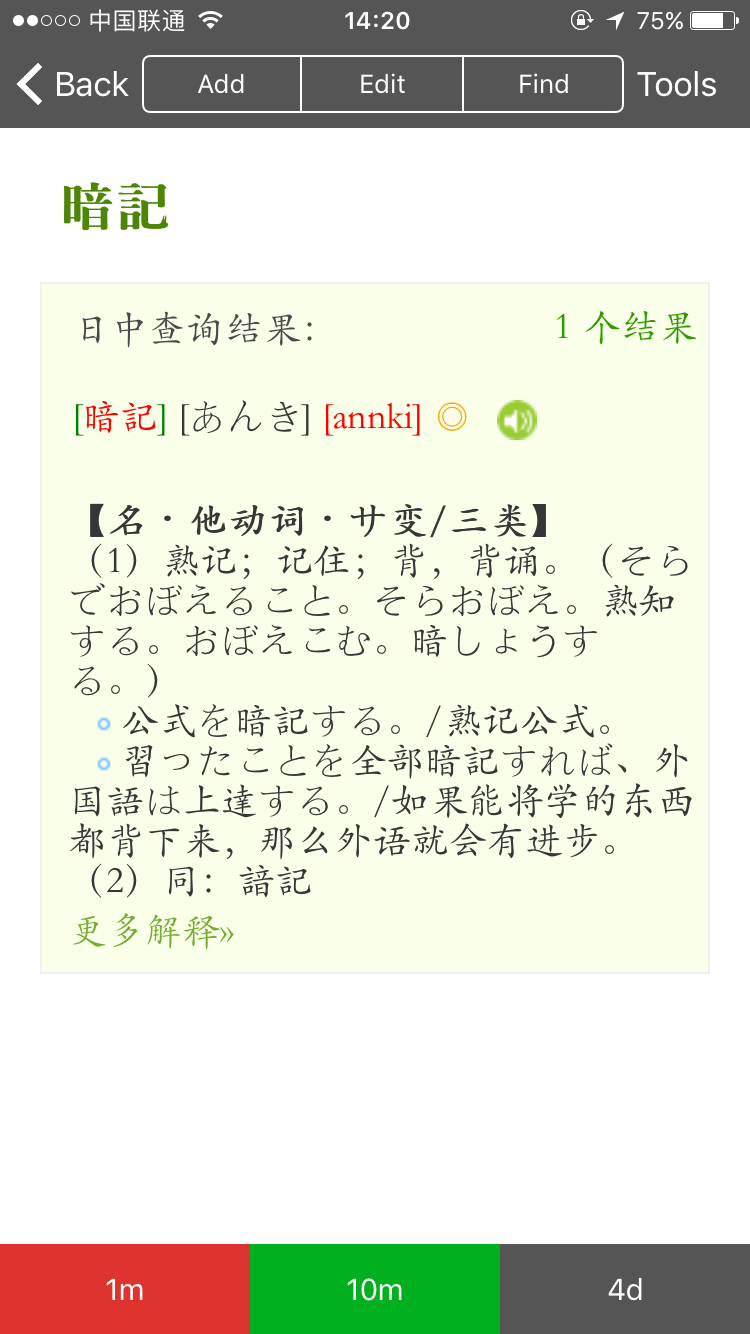 中国联通
14:20
75%
Back
Add
Edit
Find
Tools
暗記
日中查询结果:
1 个结果
[暗記] [あんき] [annki] ◎
【名·他动词·サ变/三类】
（1）熟记；记住；背，背诵。（そら
でおぼえること。そらおぼえ。熟知
する。おぼえこむ。暗しょうす
る。）
公式を暗記する。/熟记公式。
習ったことを全部暗記すれば、外
国語は上達する。/如果能将学的东西
都背下来，那么外语就会有进步。
（2）同：諳記
更多解释»
1m
10m
4d